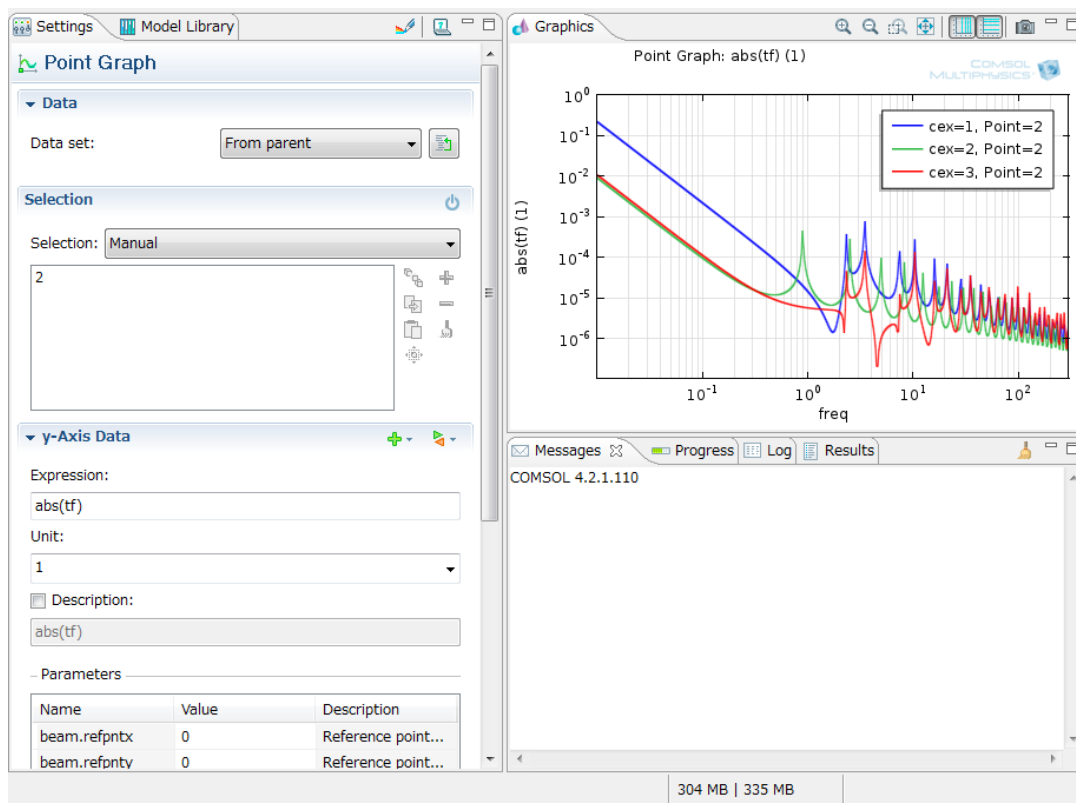 Settings
Model Library
Point Graph
Data
Data set:
From parent
Selection
Selection:
Manual
2
y-Axis Data
Expression:
abs(tf)
Unit:
1
Description:
abs(tf)
Parameters
Name Value Description
beam.refpntx 0 Reference point...
beam.refpnty 0 Reference point...
Graphics
Point Graph: abs(tf) (1)
COMSOL
MULTIPHYSICS
10^0
10^-1
10^-2
10^-3
10^-4
10^-5
10^-6
abs(tf) (1)
cex=1, Point=2
cex=2, Point=2
cex=3, Point=2
10^-1 10^0 10^1 10^2
freq
Messages
Progress
Log
Results
COMSOL 4.2.1.110
304 MB | 335 MB